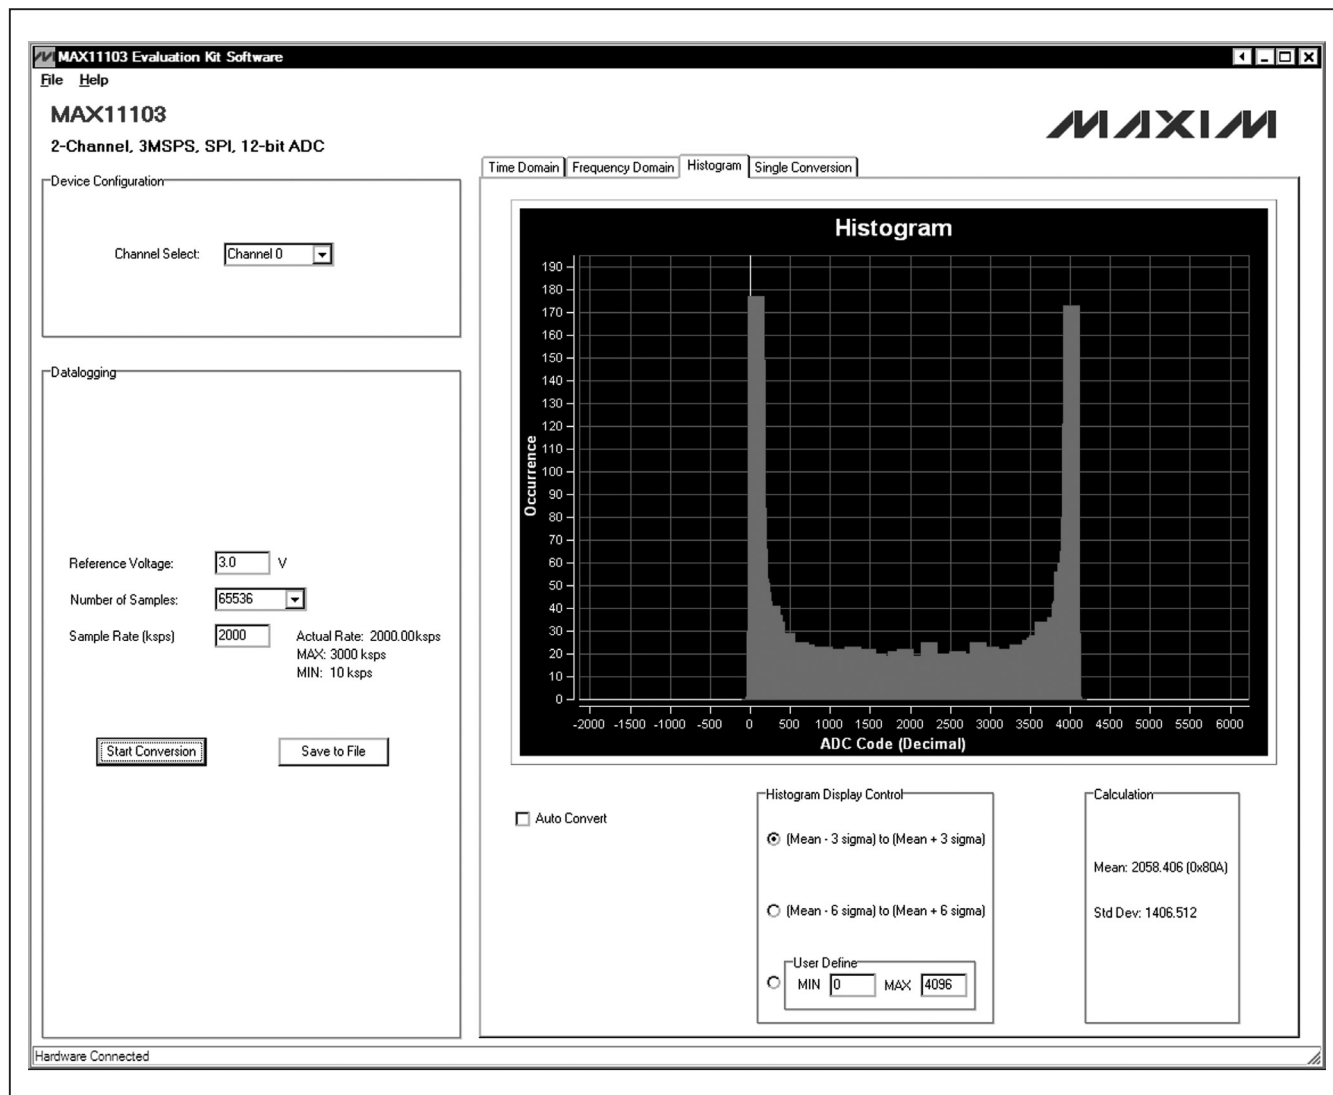 MAX11103 Evaluation Kit Software
File Help
MAX11103
2-Channel, 3MSPS, SPI, 12-bit ADC
MAXIM
Device Configuration
Channel Select: Channel 0
Datalogging
Reference Voltage: 3.0 V
Number of Samples: 65536
Sample Rate (ksps) 2000 Actual Rate: 2000.00ksps
MAX: 3000 ksps
MIN: 10 ksps
Start Conversion Save to File
Time Domain Frequency Domain Histogram Single Conversion
Histogram
190
180
170
160
150
140
130
120
110
100
90
80
70
60
50
40
30
20
10
0
Occurrence
-2000 -1500 -1000 -500 0 500 1000 1500 2000 2500 3000 3500 4000 4500 5000 5500 6000
ADC Code (Decimal)
Auto Convert
Histogram Display Control
(Mean - 3 sigma) to (Mean + 3 sigma)
(Mean - 6 sigma) to (Mean + 6 sigma)
User Define
MIN 0 MAX 4096
Calculation
Mean: 2058.406 (0x80A)
Std Dev: 1406.512
Hardware Connected